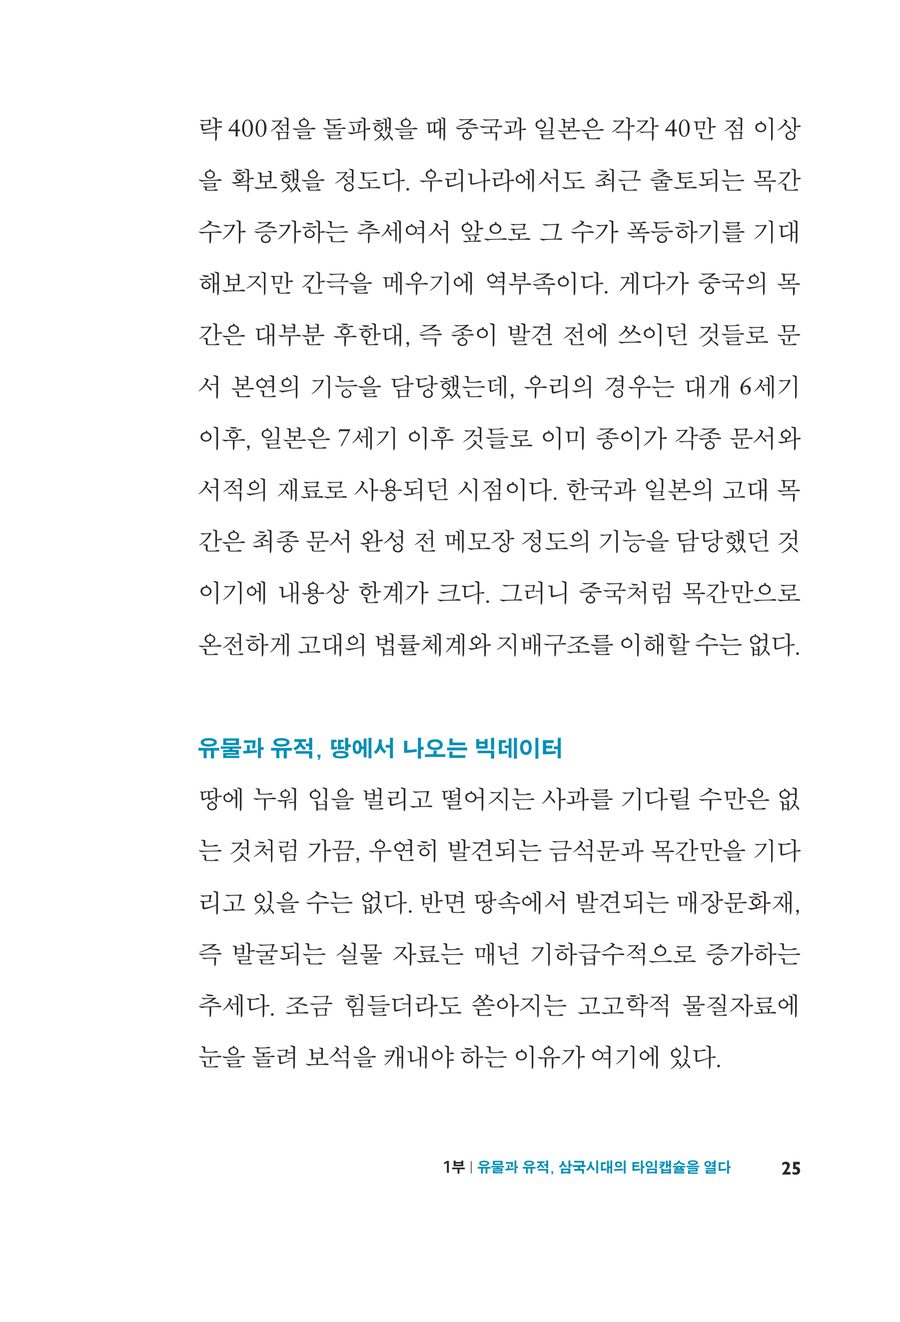 략 400점을 돌파했을 때 중국과 일본은 각각 40만 점 이상
을 확보했을 정도다. 우리나라에서도 최근 출토되는 목간
수가 증가하는 추세여서 앞으로 그 수가 폭등하기를 기대
해보지만 간극을 메우기에 역부족이다. 게다가 중국의 목
간은 대부분 후한대, 즉 종이 발견 전에 쓰이던 것들로 문
서 본연의 기능을 담당했는데, 우리의 경우는 대개 6세기
이후, 일본은 7세기 이후 것들로 이미 종이가 각종 문서와
서적의 재료로 사용되던 시점이다. 한국과 일본의 고대 목
간은 최종 문서 완성 전 메모장 정도의 기능을 담당했던 것
이기에 내용상 한계가 크다. 그러니 중국처럼 목간만으로
온전하게 고대의 법률체계와 지배구조를 이해할 수는 없다.
유물과 유적, 땅에서 나오는 빅데이터
땅에 누워 입을 벌리고 떨어지는 사과를 기다릴 수만은 없
는 것처럼 가끔, 우연히 발견되는 금석문과 목간만을 기다
리고 있을 수는 없다. 반면 땅속에서 발견되는 매장문화재,
즉 발굴되는 실물 자료는 매년 기하급수적으로 증가하는
추세다. 조금 힘들더라도 쏟아지는 고고학적 물질자료에
눈을 돌려 보석을 캐내야 하는 이유가 여기에 있다.
1부 | 유물과 유적, 삼국시대의 타임캡슐을 열다 25